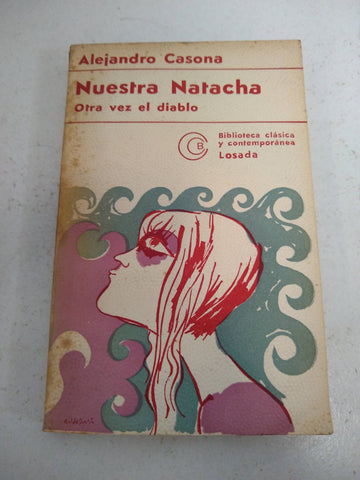 Alejandro Casona
Nuestra Natacha
Otra vez el diablo
B
Biblioteca clásica
y contemporánea
Losada